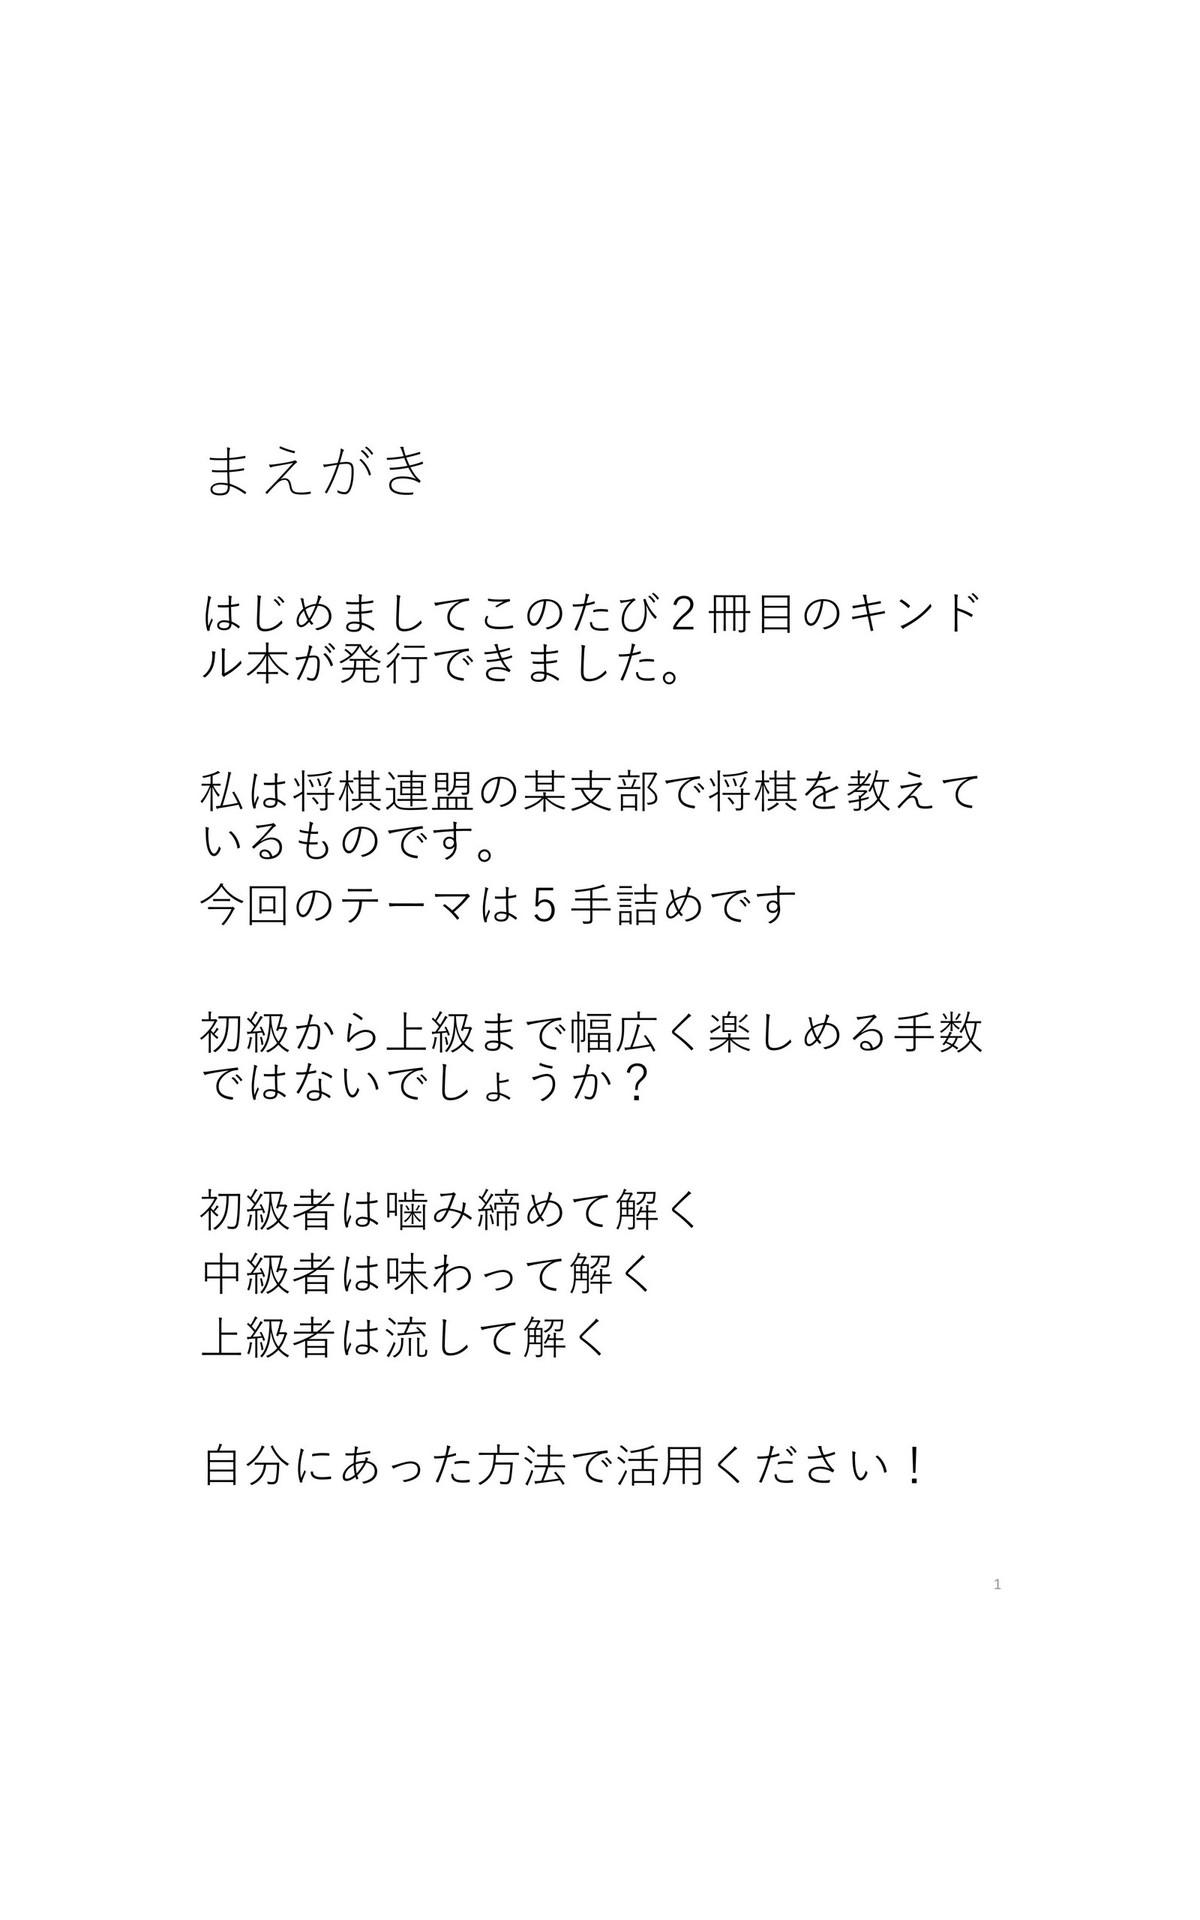 まえがき
はじめましてこのたび２冊目のキンド
ル本が発行できました。
私は将棋連盟の某支部で将棋を教えて
いるものです。
今回のテーマは５手詰めです
初級から上級まで幅広く楽しめる手数
ではないでしょうか？
初級者は噛み締めて解く
中級者は味わって解く
上級者は流して解く
自分にあった方法で活用ください！
1